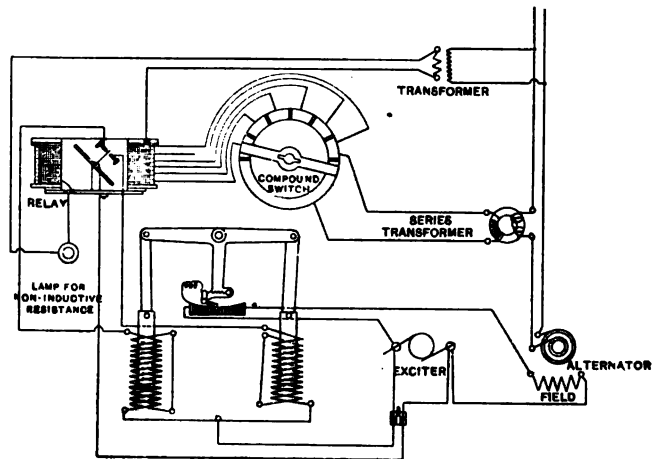 TRANSFORMER
COMPOUND
SWITCH
RELAY
SERIES
TRANSFORMER
LAMP FOR
NON-INDUCTIVE
RESISTANCE
EXCITER
ALTERNATOR
FIELD